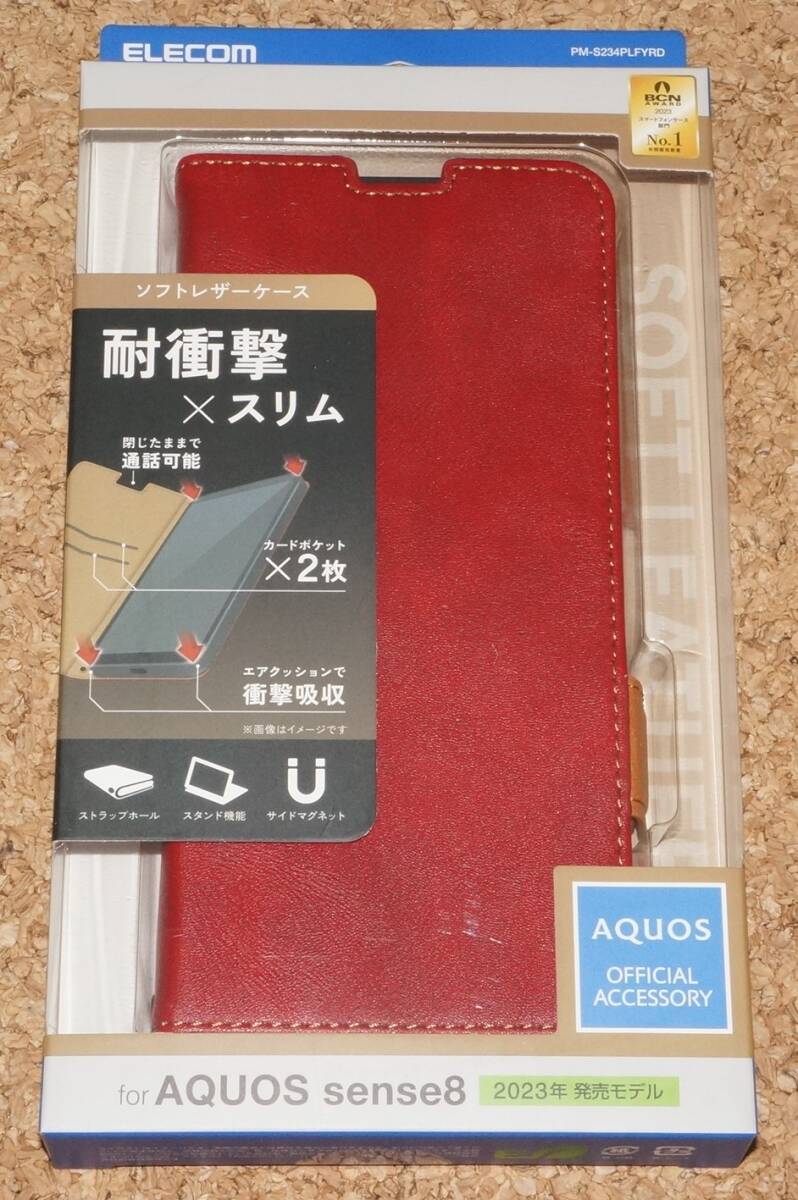 ELECOM
PM-S234PLFYRD
BCN
AWARD
2023
スマートフォンケース
部門
No.1
年間販売数量
ソフトレザーケース
耐衝撃
×スリム
閉じたままで
通話可能
カードポケット
×2枚
エアクッションで
衝撃吸収
※画像はイメージです
ストラップホール
スタンド機能
サイドマグネット
SOFT LEATHER
AQUOS
OFFICIAL
ACCESSORY
for AQUOS sense8
2023年 発売モデル